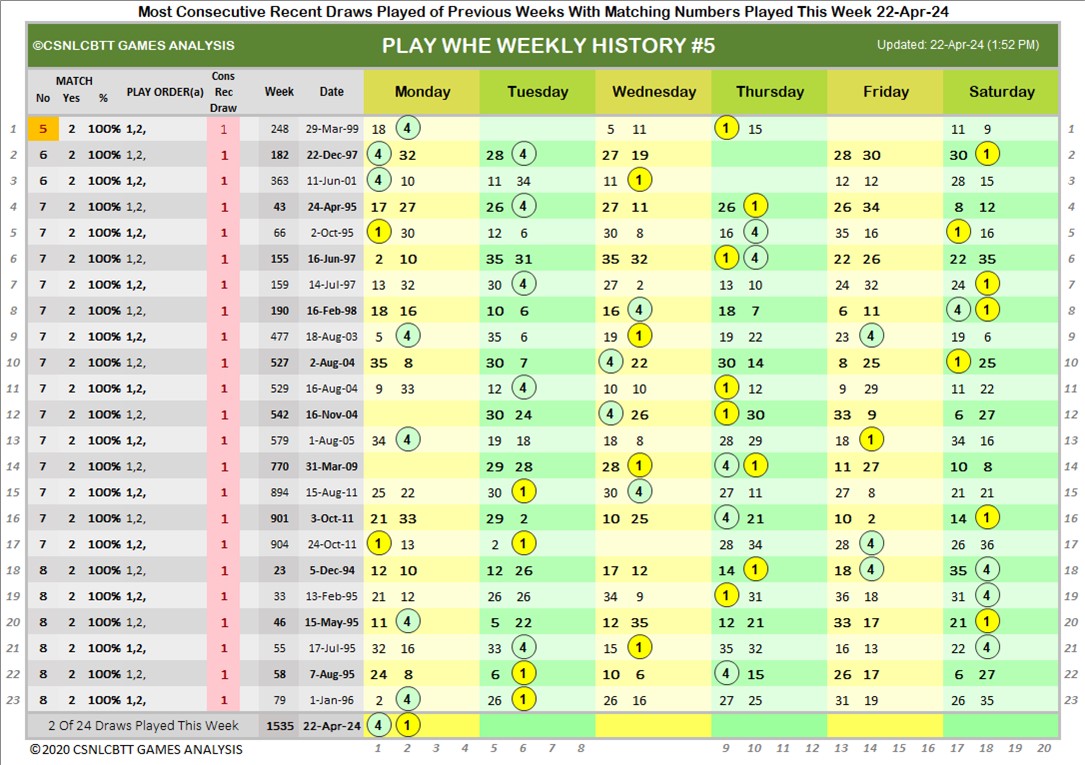 Most Consecutive Recent Draws Played of Previous Weeks With Matching Numbers Played This Week 22-Apr-24
©CSNLCBTT GAMES ANALYSIS PLAY WHE WEEKLY HISTORY #5 Updated: 22-Apr-24 (1:52 PM)
MATCH Cons
No Yes % PLAY ORDER(a) Rec Week Date Monday Tuesday Wednesday Thursday Friday Saturday
Draw
1 5 2 100% 1,2, 1 248 29-Mar-99 18 4 5 11 1 15 11 9 1
2 6 2 100% 1,2, 1 182 22-Dec-97 4 32 28 4 27 19 28 30 30 1 2
3 6 2 100% 1,2, 1 363 11-Jun-01 4 10 11 34 11 1 12 12 28 15 3
4 7 2 100% 1,2, 1 43 24-Apr-95 17 27 26 4 27 11 26 1 26 34 8 12 4
5 7 2 100% 1,2, 1 66 2-Oct-95 1 30 12 6 30 8 16 4 35 16 1 16 5
6 7 2 100% 1,2, 1 155 16-Jun-97 2 10 35 31 35 32 1 4 22 26 22 35 6
7 7 2 100% 1,2, 1 159 14-Jul-97 13 32 30 4 27 2 13 10 24 32 24 1 7
8 7 2 100% 1,2, 1 190 16-Feb-98 18 16 10 6 16 4 18 7 6 11 4 1 8
9 7 2 100% 1,2, 1 477 18-Aug-03 5 4 35 6 19 1 19 22 23 4 19 6 9
10 7 2 100% 1,2, 1 527 2-Aug-04 35 8 30 7 4 22 30 14 8 25 1 25 10
11 7 2 100% 1,2, 1 529 16-Aug-04 9 33 12 4 10 10 1 12 9 29 11 22 11
12 7 2 100% 1,2, 1 542 16-Nov-04 30 24 4 26 1 30 33 9 6 27 12
13 7 2 100% 1,2, 1 579 1-Aug-05 34 4 19 18 18 8 28 29 18 1 34 16 13
14 7 2 100% 1,2, 1 770 31-Mar-09 29 28 28 1 4 1 11 27 10 8 14
15 7 2 100% 1,2, 1 894 15-Aug-11 25 22 30 1 30 4 27 11 27 8 21 21 15
16 7 2 100% 1,2, 1 901 3-Oct-11 21 33 29 2 10 25 4 21 10 2 14 1 16
17 7 2 100% 1,2, 1 904 24-Oct-11 1 13 2 1 28 34 28 4 26 36 17
18 8 2 100% 1,2, 1 23 5-Dec-94 12 10 12 26 17 12 14 1 18 4 35 4 18
19 8 2 100% 1,2, 1 33 13-Feb-95 21 12 26 26 34 9 1 31 36 18 31 4 19
20 8 2 100% 1,2, 1 46 15-May-95 11 4 5 22 12 35 12 21 33 17 21 1 20
21 8 2 100% 1,2, 1 55 17-Jul-95 32 16 33 4 15 1 35 32 16 13 22 4 21
22 8 2 100% 1,2, 1 58 7-Aug-95 24 8 6 1 10 6 4 15 26 17 6 27 22
23 8 2 100% 1,2, 1 79 1-Jan-96 2 4 26 1 26 16 27 25 31 19 26 35 23
2 Of 24 Draws Played This Week 1535 22-Apr-24 4 1
©2020 CSNLCBTT GAMES ANALYSIS 1 2 3 4 5 6 7 8 9 10 11 12 13 14 15 16 17 18 19 20